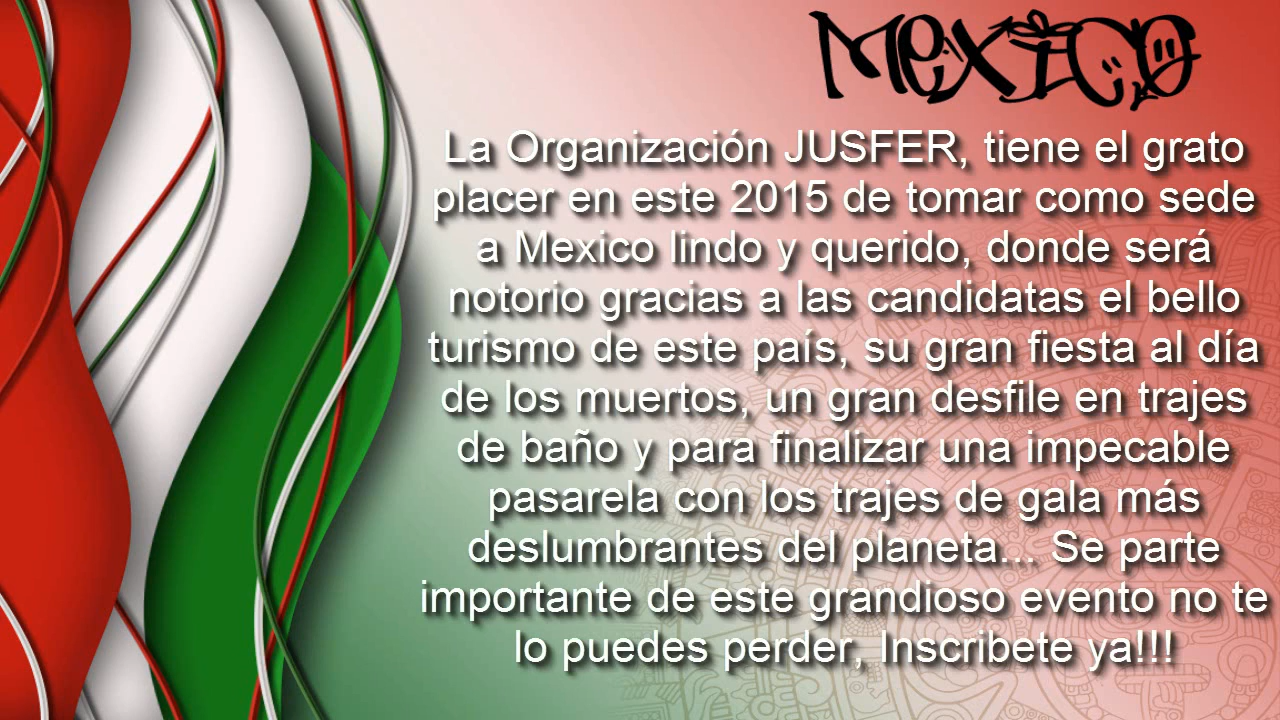 MEXICO
La Organización JUSFER, tiene el grato
placer en este 2015 de tomar como sede
a Mexico lindo y querido, donde será
notorio gracias a las candidatas el bello
turismo de este país, su gran fiesta al día
de los muertos, un gran desfile en trajes
de baño y para finalizar una impecable
pasarela con los trajes de gala más
deslumbrantes del planeta... Se parte
importante de este grandioso evento no te
lo puedes perder, Inscribete ya!!!